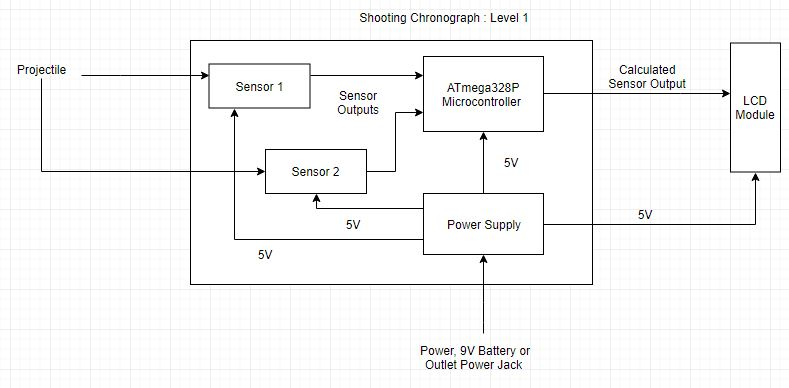 Shooting Chronograph : Level 1
Projectile
Sensor 1
Sensor
Outputs
ATmega328P
Microcontroller
Calculated
Sensor Output
LCD
Module
Sensor 2
5V
5V
5V
5V
Power Supply
Power, 9V Battery or
Outlet Power Jack